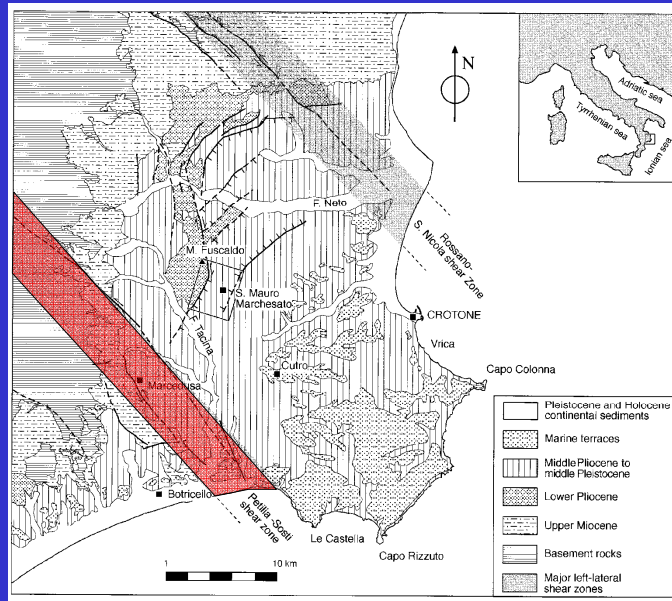 N
Adriatic sea
Tyrrhenian sea
Ionian sea
F. Neto
Rossano-
S. Nicola shear Zone
M. Fuscaldo
S. Mauro
Marchesato
F. Tacina
CROTONE
Vrica
Cutro
Capo Colonna
Marcedusa
Botricello
Petilia -Sosti
shear zone
Le Castella
Capo Rizzuto
1
10 km
Pleistocene and Holocene
continental sediments
Marine terraces
Middle Pliocene to
middle Pleistocene
Lower Pliocene
Upper Miocene
Basement rocks
Major left-lateral
shear zones